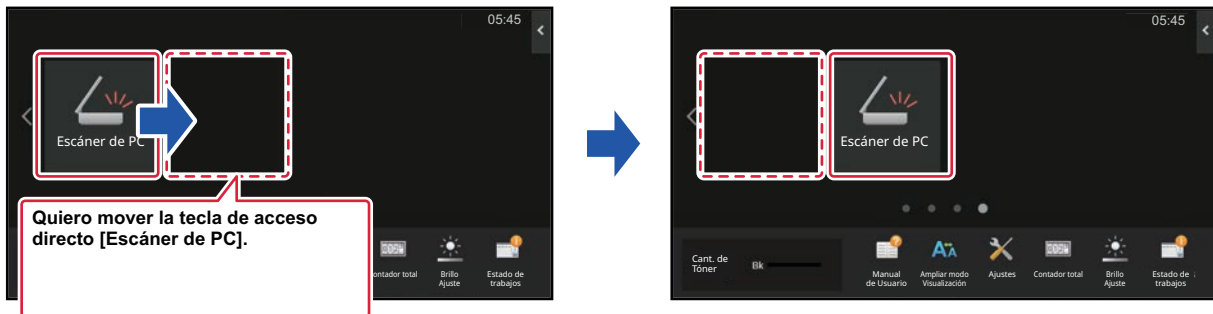 05:45
Escáner de PC
Quiero mover la tecla de acceso
directo [Escáner de PC].
ontador total
Brillo
Ajuste
Estado de
trabajos
05:45
Escáner de PC
Cant. de
Tóner
Bk
Manual
de Usuario
Ampliar modo
Visualización
Ajustes
Contador total
Brillo
Ajuste
Estado de
trabajos